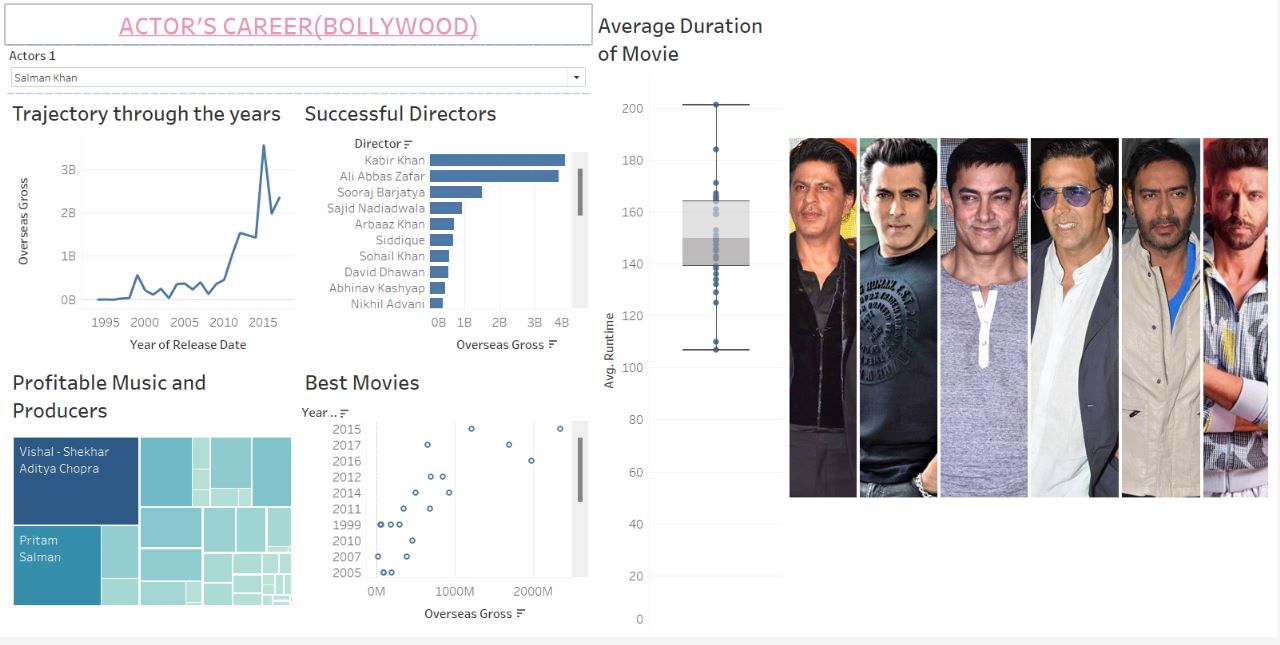 ACTOR'S CAREER(BOLLYWOOD)
Actors 1
Salman Khan
Trajectory through the years
Overseas Gross
3B
2B
1B
0B
1995 2000 2005 2010 2015
Year of Release Date
Successful Directors
Director
Kabir Khan
Ali Abbas Zafar
Sooraj Barjatya
Sajid Nadiadwala
Arbaaz Khan
Siddique
Sohail Khan
David Dhawan
Abhinav Kashyap
Nikhil Advani
0B 1B 2B 3B 4B
Overseas Gross
Profitable Music and
Producers
Vishal - Shekhar
Aditya Chopra
Pritam
Salman
Best Movies
Year ..
2015
2017
2016
2012
2014
2011
1999
2010
2007
2005
0M 1000M 2000M
Overseas Gross
Average Duration
of Movie
Avg. Runtime
200
180
160
140
120
100
80
60
40
20
0